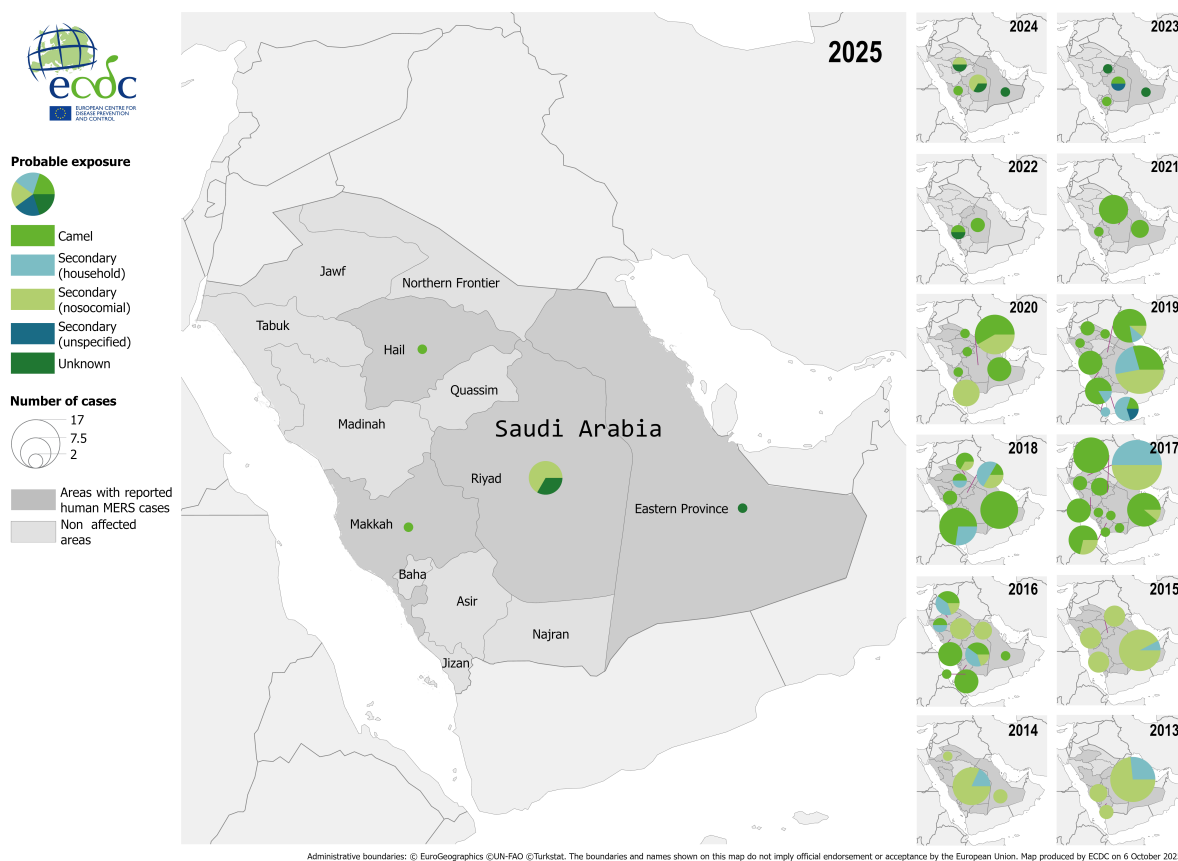 ecdc
EUROPEAN CENTRE FOR
DISEASE PREVENTION
AND CONTROL
Probable exposure
Camel
Secondary
(household)
Secondary
(nosocomial)
Secondary
(unspecified)
Unknown
Number of cases
17
7.5
2
Areas with reported
human MERS cases
Non affected
areas
2025
Jawf
Northern Frontier
Tabuk
Hail
Quassim
Madinah
Saudi Arabia
Riyad
Eastern Province
Makkah
Baha
Asir
Najran
Jizan
2024
2023
2022
2021
2020
2019
2018
2017
2016
2015
2014
2013
Administrative boundaries: © EuroGeographics ©UN-FAO ©Turkstat. The boundaries and names shown on this map do not imply official endorsement or acceptance by the European Union. Map produced by ECDC on 6 October 202